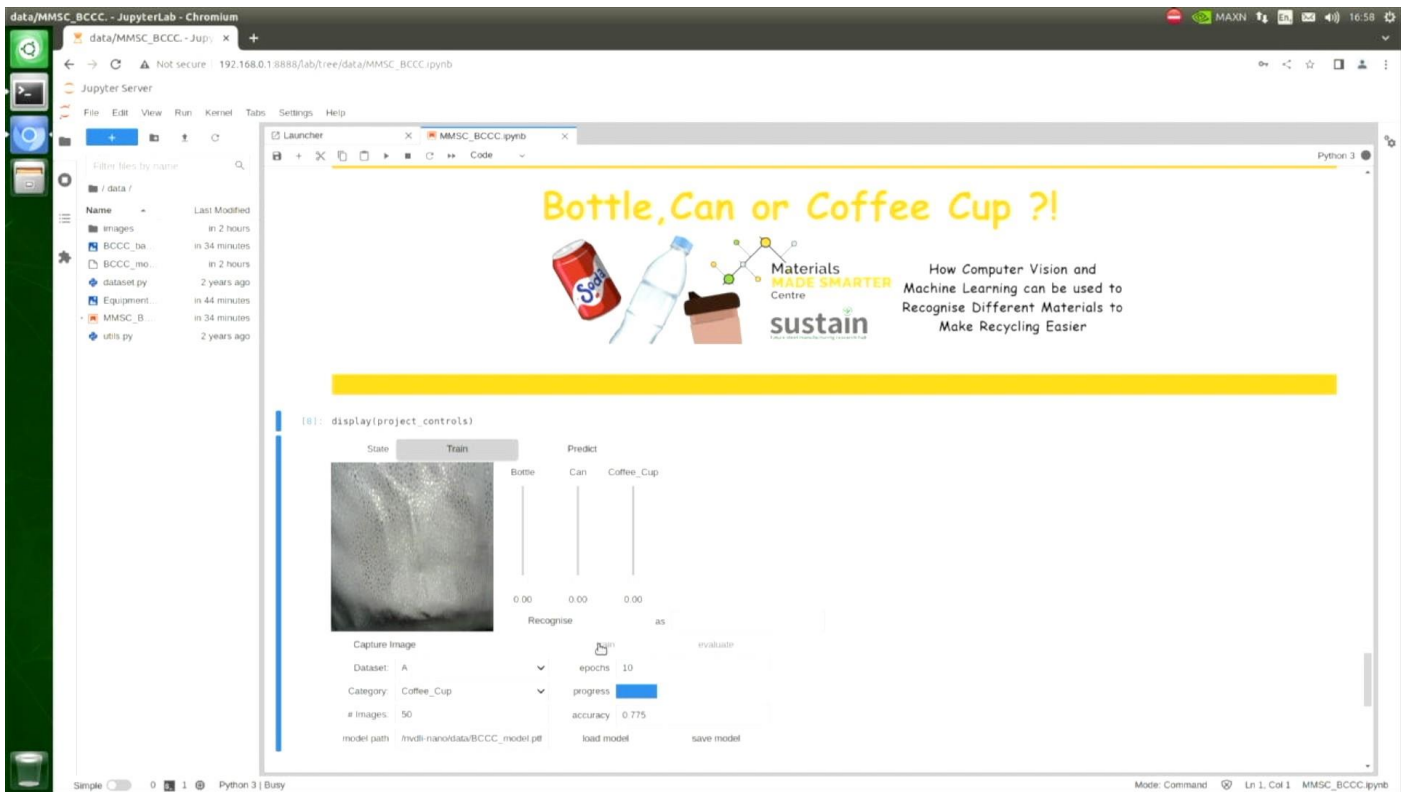 data/MMSC_BCCC. - JupyterLab - Chromium
MAXN
En
16:58
data/MMSC_BCCC. - Jupy
Not secure
192.168.0.1:8888/lab/tree/data/MMSC_BCCC.ipynb
Jupyter Server
File Edit View Run Kernel Tabs Settings Help
Launcher
MMSC_BCCC.ipynb
Filter files by name
Code
Python 3
/ data /
Name
Last Modified
images in 2 hours
BCCC_ba... in 34 minutes
BCCC_mo... in 2 hours
dataset.py 2 years ago
Equipment... in 44 minutes
MMSC_B... in 34 minutes
utils.py 2 years ago
Bottle,Can or Coffee Cup ?!
Soda
Materials
MADE SMARTER
Centre
sustain
How Computer Vision and
Machine Learning can be used to
Recognise Different Materials to
Make Recycling Easier
[8]: display(project_controls)
State Train Predict
Bottle Can Coffee_Cup
0.00 0.00 0.00
Recognise as
Capture Image
evaluate
Dataset: A
epochs 10
Category: Coffee_Cup
progress
# Images: 50
accuracy 0.775
model path
load model
save model
Simple 0 1 Python 3 | Busy
Mode: Command Ln 1, Col 1 MMSC_BCCC.ipynb